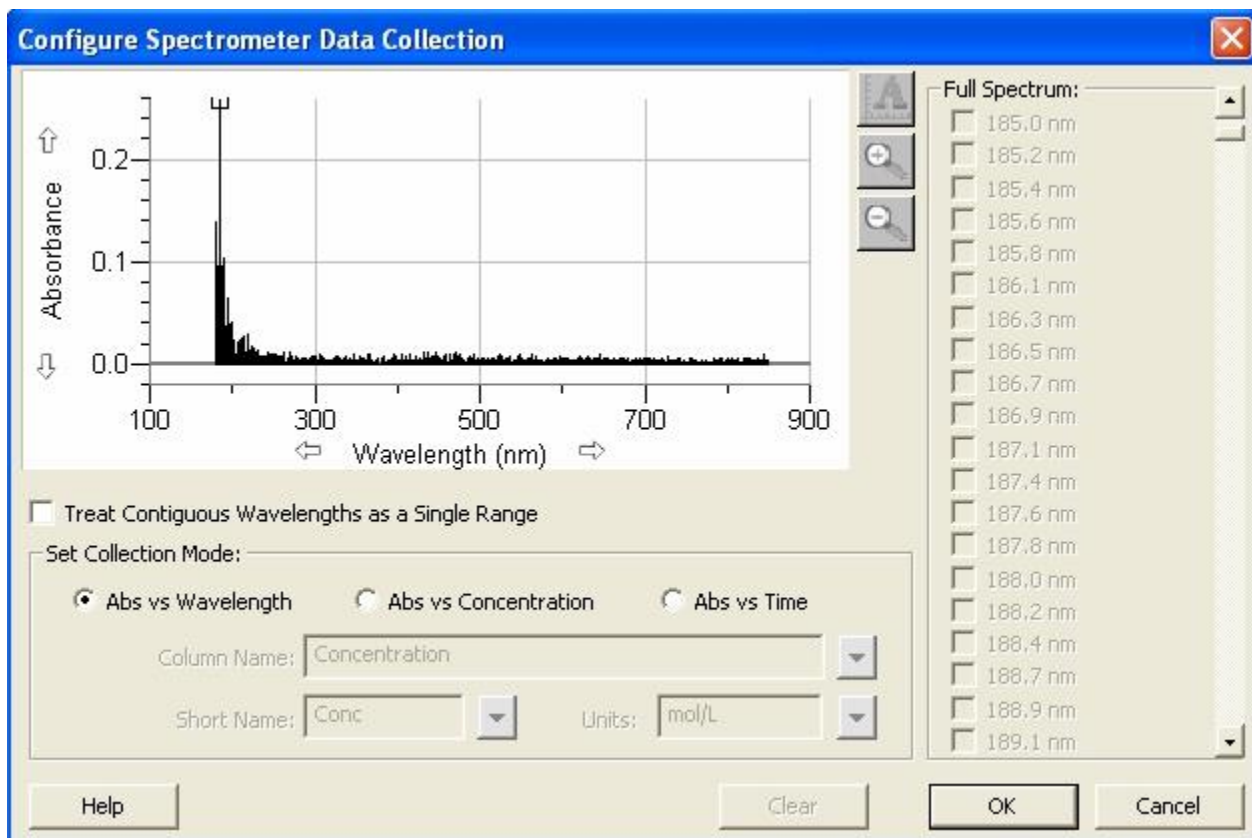 Configure Spectrometer Data Collection
Absorbance
0.2
0.1
0.0
100 300 500 700 900
Wavelength (nm)
Full Spectrum:
185.0 nm
185.2 nm
185.4 nm
185.6 nm
185.8 nm
186.1 nm
186.3 nm
186.5 nm
186.7 nm
186.9 nm
187.1 nm
187.4 nm
187.6 nm
187.8 nm
188.0 nm
188.2 nm
188.4 nm
188.7 nm
188.9 nm
189.1 nm
Treat Contiguous Wavelengths as a Single Range
Set Collection Mode:
Abs vs Wavelength Abs vs Concentration Abs vs Time
Column Name: Concentration
Short Name: Conc Units: mol/L
Help Clear OK Cancel